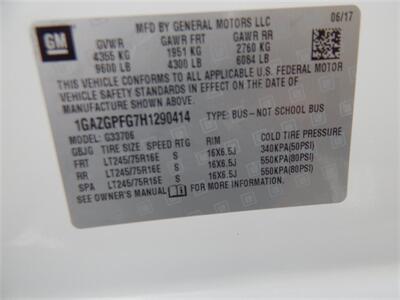 GM
MFD BY GENERAL MOTORS LLC
06/17
GVWR GAWR FRT GAWR RR
4355 KG 1951 KG 2760 KG
9600 LB 4300 LB 6084 LB
THIS VEHICLE CONFORMS TO ALL APPLICABLE U.S. FEDERAL MOTOR
VEHICLE SAFETY STANDARDS IN EFFECT ON THE DATE OF
MANUFACTURE SHOWN ABOVE.
1GAZGPFG7H1290414 TYPE: BUS – NOT SCHOOL BUS
MODEL: G33706
GBJG TIRE SIZE SPEED RTG RIM COLD TIRE PRESSURE
FRT LT245/75R16E S 16X6.5J 340KPA(50PSI)
RR LT245/75R16E S 16X6.5J 550KPA(80PSI)
SPA LT245/75R16E S 16X6.5J 550KPA(80PSI)
SEE OWNER'S MANUAL FOR ADDITIONAL INFORMATION.